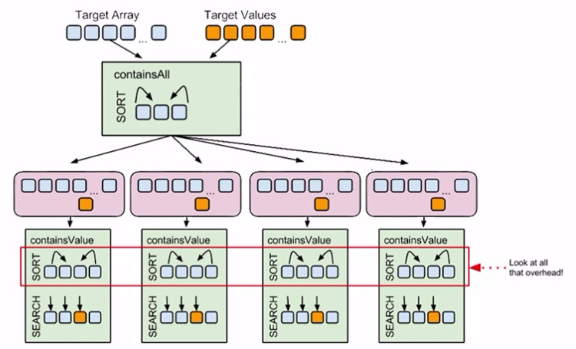 Target Array
Target Values
...
...
containsAll
SORT
...
...
...
...
containsValue
containsValue
containsValue
containsValue
SORT
SORT
SORT
SORT
Look at all
that overhead!
SEARCH
SEARCH
SEARCH
SEARCH